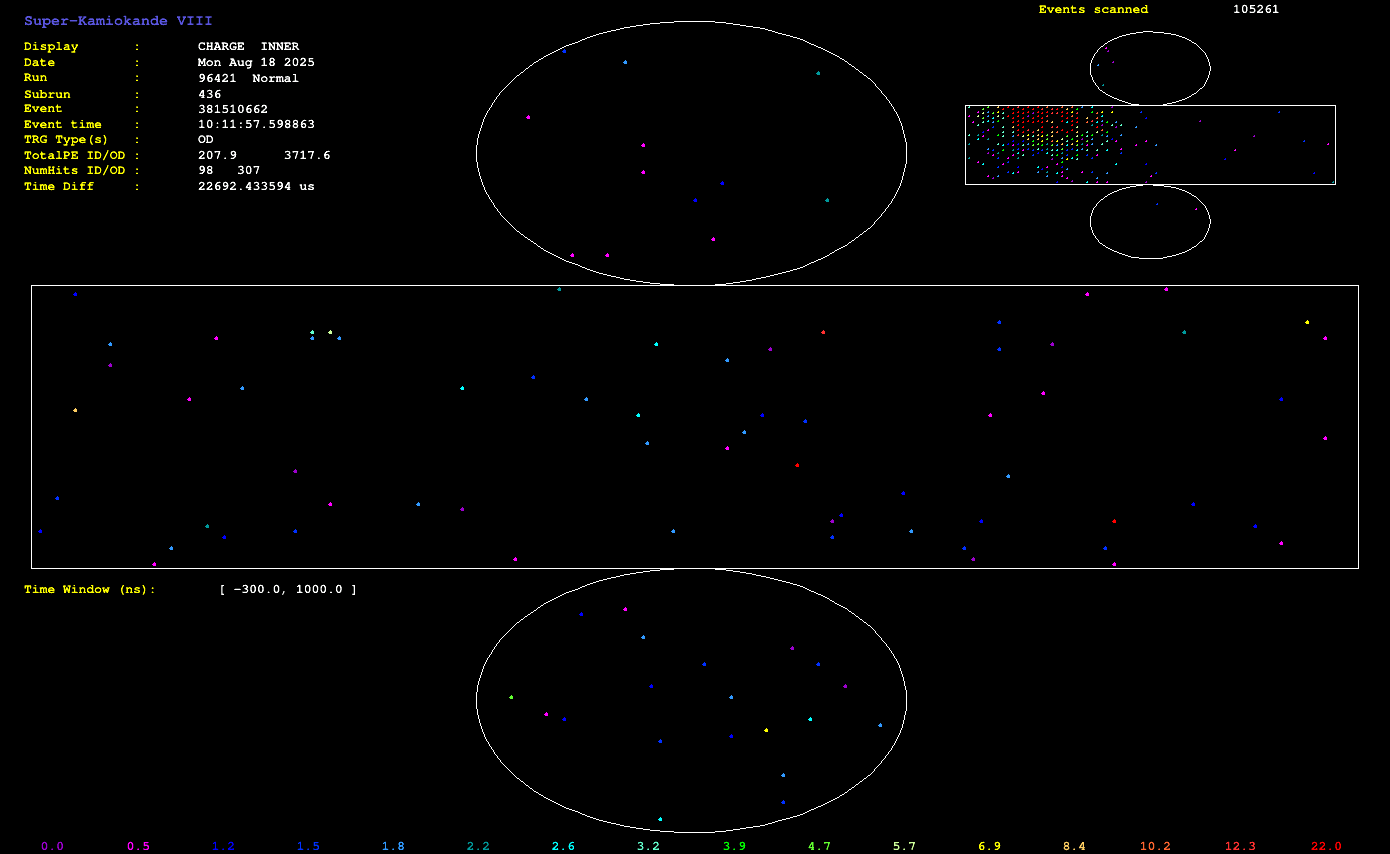 Super-Kamiokande VIII
Events scanned 105261
Display : CHARGE INNER
Date : Mon Aug 18 2025
Run : 96421 Normal
Subrun : 436
Event : 381510662
Event time : 10:11:57.598863
TRG Type(s) : OD
TotalPE ID/OD : 207.9 3717.6
NumHits ID/OD : 98 307
Time Diff : 22692.433594 us
Time Window (ns): [ -300.0, 1000.0 ]
0.0 0.5 1.2 1.5 1.8 2.2 2.6 3.2 3.9 4.7 5.7 6.9 8.4 10.2 12.3 22.0